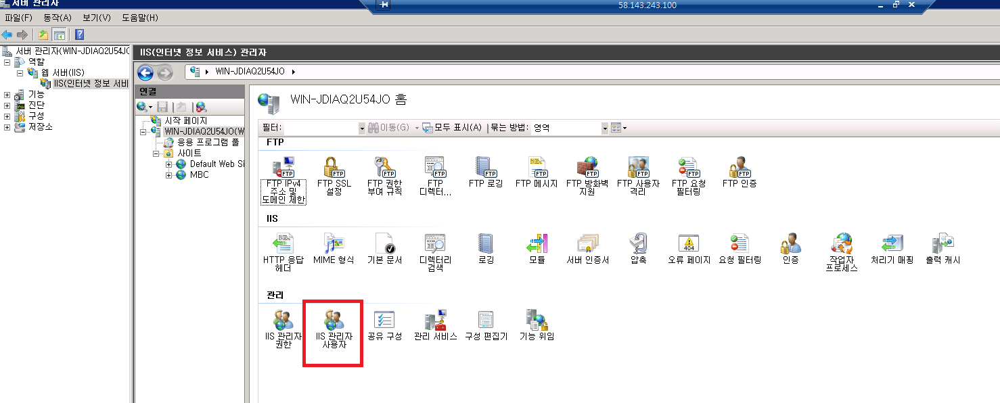 서버 관리자
58.143.243.100
파일(F) 동작(A) 보기(V) 도움말(H)
서버 관리자(WIN-JDIAQ2U54JO
역할
웹 서버(IS)
IIS(인터넷 정보 서비
기능
진단
구성
저장소
IIS(인터넷 정보 서비스) 관리자
WIN-JDIAQ2U54JO
연결
시작 페이지
WIN-JDIAQ2U54JO(W
응용 프로그램 풀
사이트
Default Web Si
MBC
WIN-JDIAQ2U54JO 홈
필터: 이동(G) 모두 표시(A) 묶는 방법: 영역
FTP
FTP FTP FTP FTP FTP FTP FTP FTP FTP FTP
FTP IPv4
주소 및
도메인 제한
FTP SSL
설정
FTP 권한
부여 규칙
FTP
디렉터...
FTP 로깅
FTP 메시지
FTP 방화벽
지원
FTP 사용자
격리
FTP 요청
필터링
FTP 인증
IIS
HTTP 응답
헤더
MIME 형식
기본 문서
디렉터리
검색
로깅
모듈
서버 인증서
압축
404
오류 페이지
요청 필터링
인증
작업자
프로세스
처리기 매핑
출력 캐시
관리
IIS 관리자
권한
IIS 관리자
사용자
공유 구성
관리 서비스
구성 편집기
기능 위임